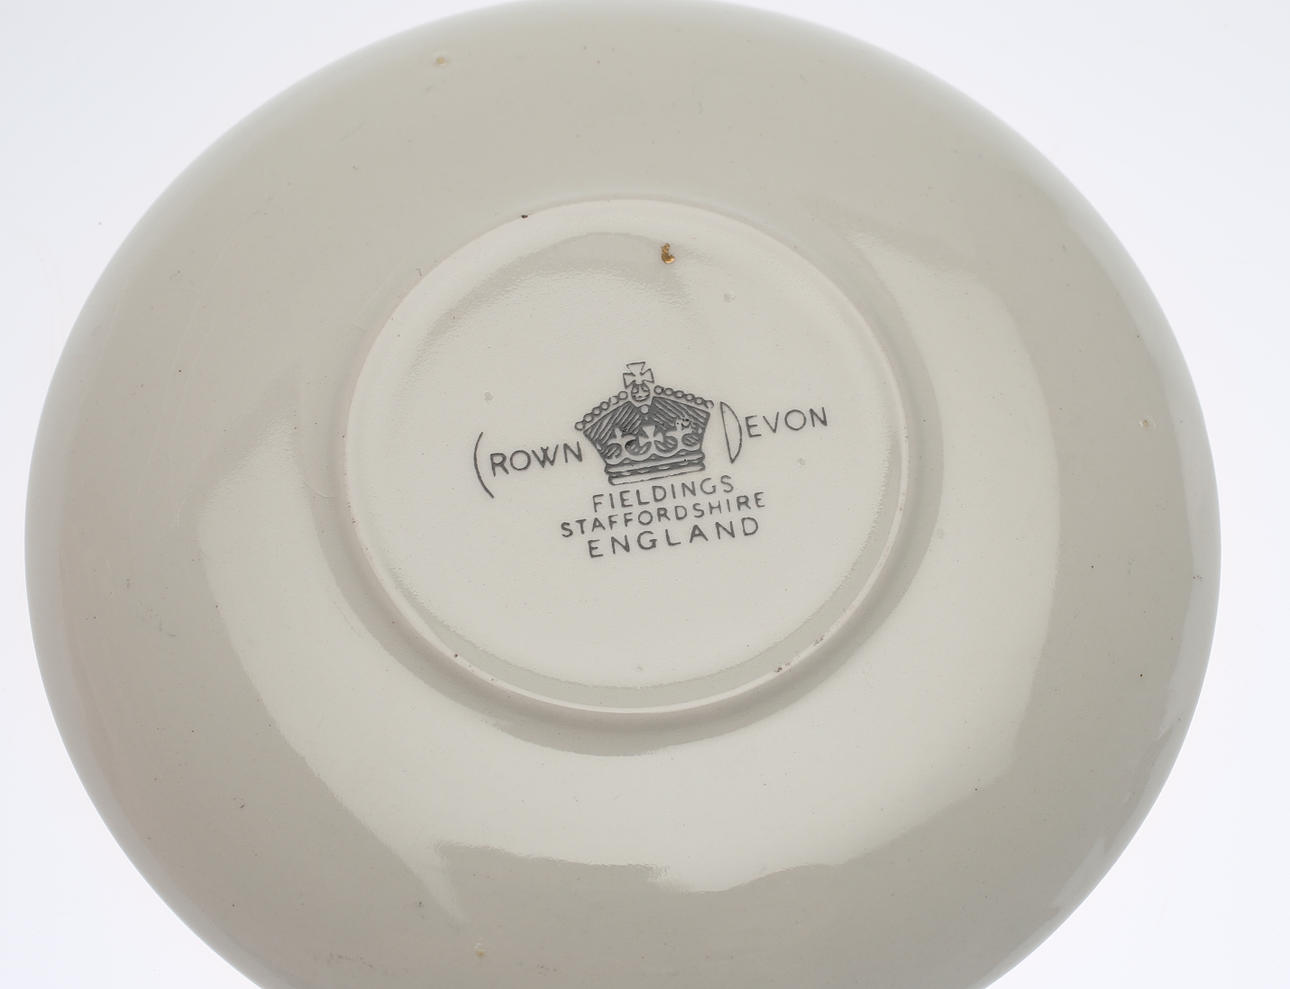 CROWN DEVON
FIELDINGS
STAFFORDSHIRE
ENGLAND